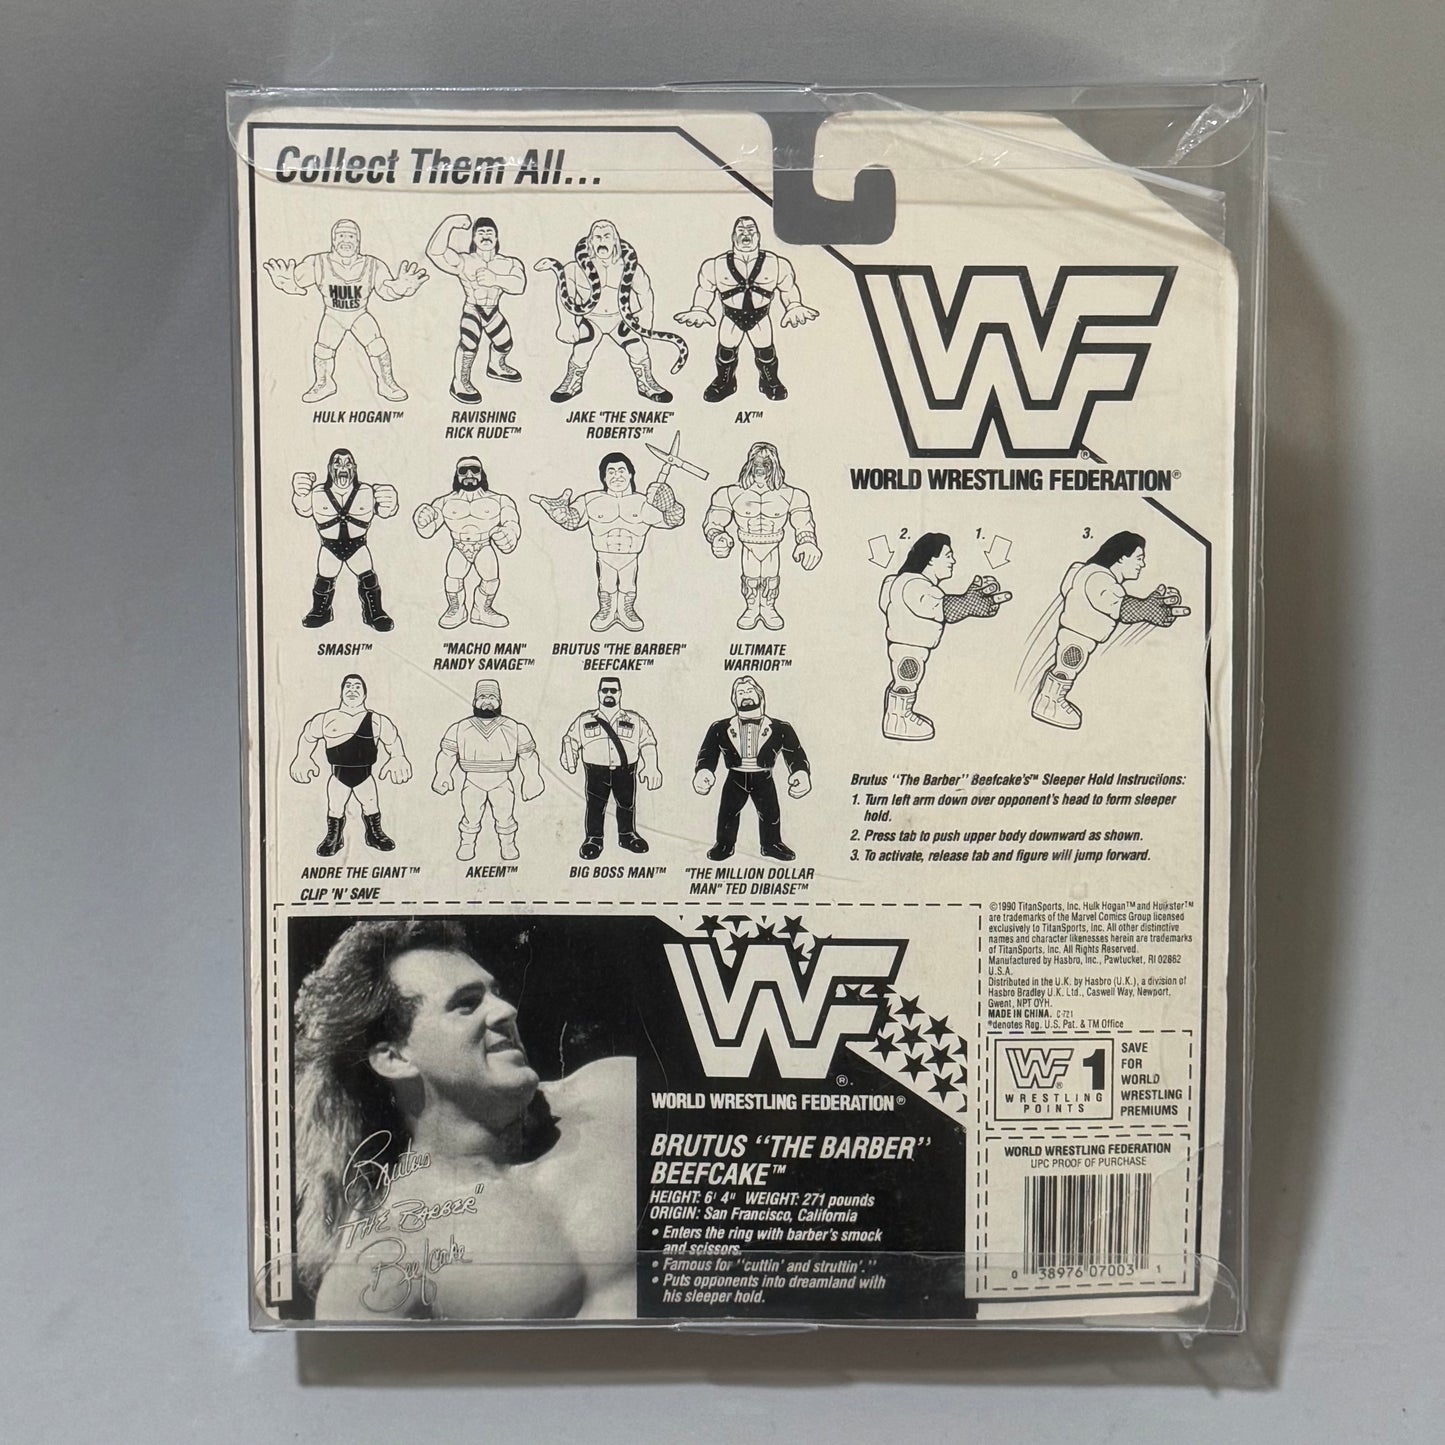 Collect Them All...
HULK RULES
HULK HOGAN™
RAVISHING
RICK RUDE™
JAKE "THE SNAKE"
ROBERTS™
AX™
SMASH™
"MACHO MAN"
RANDY SAVAGE™
BRUTUS "THE BARBER"
BEEFCAKE™
ULTIMATE
WARRIOR™
ANDRE THE GIANT™
AKEEM™
BIG BOSS MAN™
"THE MILLION DOLLAR
MAN" TED DIBIASE™
WF
®
WORLD WRESTLING FEDERATION®
2.
1.
3.
Brutus "The Barber" Beefcake's™ Sleeper Hold Instructions:
1. Turn left arm down over opponent's head to form sleeper
hold.
2. Press tab to push upper body downward as shown.
3. To activate, release tab and figure will jump forward.
CLIP 'N' SAVE
Brutus
"THE BARBER"
Beefcake
WF
®
WORLD WRESTLING FEDERATION®
BRUTUS "THE BARBER"
BEEFCAKE™
HEIGHT: 6' 4" WEIGHT: 271 pounds
ORIGIN: San Francisco, California
• Enters the ring with barber's smock
and scissors.
• Famous for "cuttin' and struttin'."
• Puts opponents into dreamland with
his sleeper hold.
©1990 TitanSports, Inc. Hulk Hogan™ and Hulkster™
are trademarks of the Marvel Comics Group licensed
exclusively to TitanSports, Inc. All other distinctive
names and character likenesses herein are trademarks
of TitanSports, Inc. All Rights Reserved.
Manufactured by Hasbro, Inc., Pawtucket, RI 02862
U.S.A.
Distributed in the U.K. by Hasbro (U.K.), a division of
Hasbro Bradley U.K. Ltd., Caswell Way, Newport,
Gwent, NPT OYH.
MADE IN CHINA. C-721
®denotes Reg. U.S. Pat. & TM Office
WF ® 1
WRESTLING
POINTS
SAVE
FOR
WORLD
WRESTLING
PREMIUMS
WORLD WRESTLING FEDERATION
UPC PROOF OF PURCHASE
0 38976 07003 1